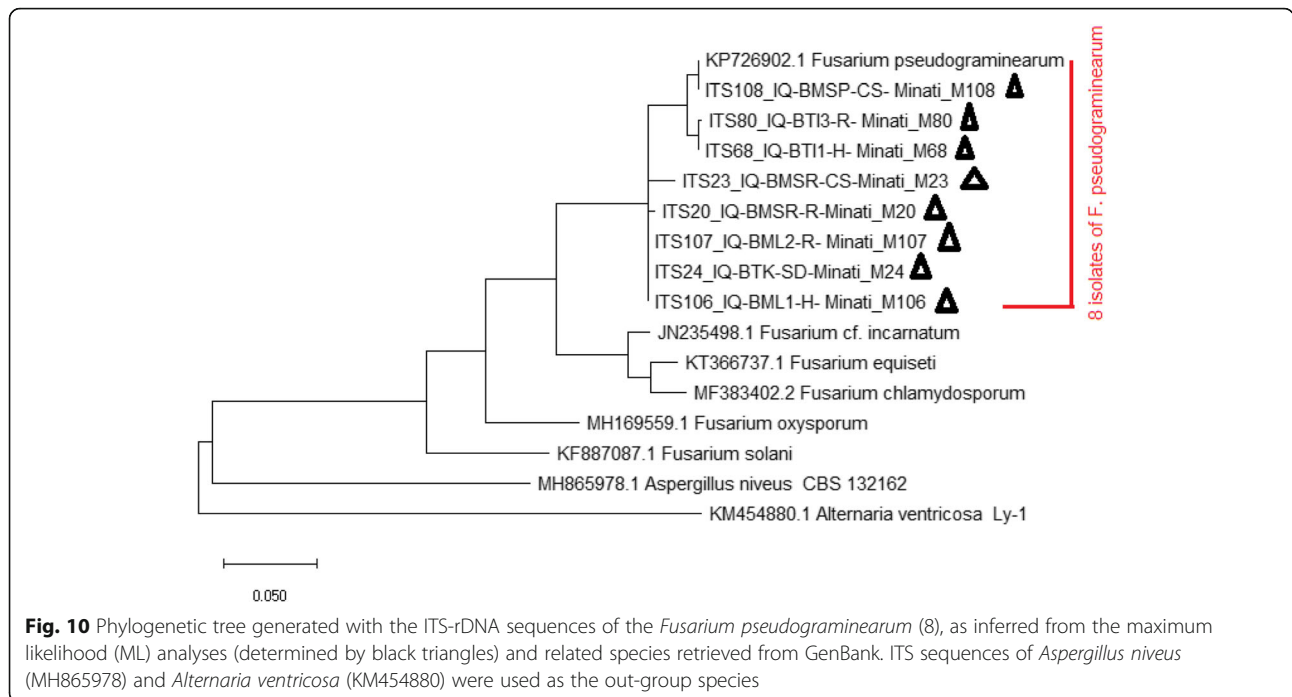 KP726902.1 Fusarium pseudograminearum
ITS108_IQ-BMSP-CS- Minati_M108
ITS80_IQ-BTI3-R- Minati_M80
ITS68_IQ-BTI1-H- Minati_M68
ITS23_IQ-BMSR-CS-Minati_M23
ITS20_IQ-BMSR-R-Minati_M20
ITS107_IQ-BML2-R- Minati_M107
ITS24_IQ-BTK-SD-Minati_M24
ITS106_IQ-BML1-H- Minati_M106
8 isolates of F. pseudograminearum
JN235498.1 Fusarium cf. incarnatum
KT366737.1 Fusarium equiseti
MF383402.2 Fusarium chlamydosporum
MH169559.1 Fusarium oxysporum
KF887087.1 Fusarium solani
MH865978.1 Aspergillus niveus CBS 132162
KM454880.1 Alternaria ventricosa Ly-1
0.050
Fig. 10 Phylogenetic tree generated with the ITS-rDNA sequences of the Fusarium pseudograminearum (8), as inferred from the maximum
likelihood (ML) analyses (determined by black triangles) and related species retrieved from GenBank. ITS sequences of Aspergillus niveus
(MH865978) and Alternaria ventricosa (KM454880) were used as the out-group species